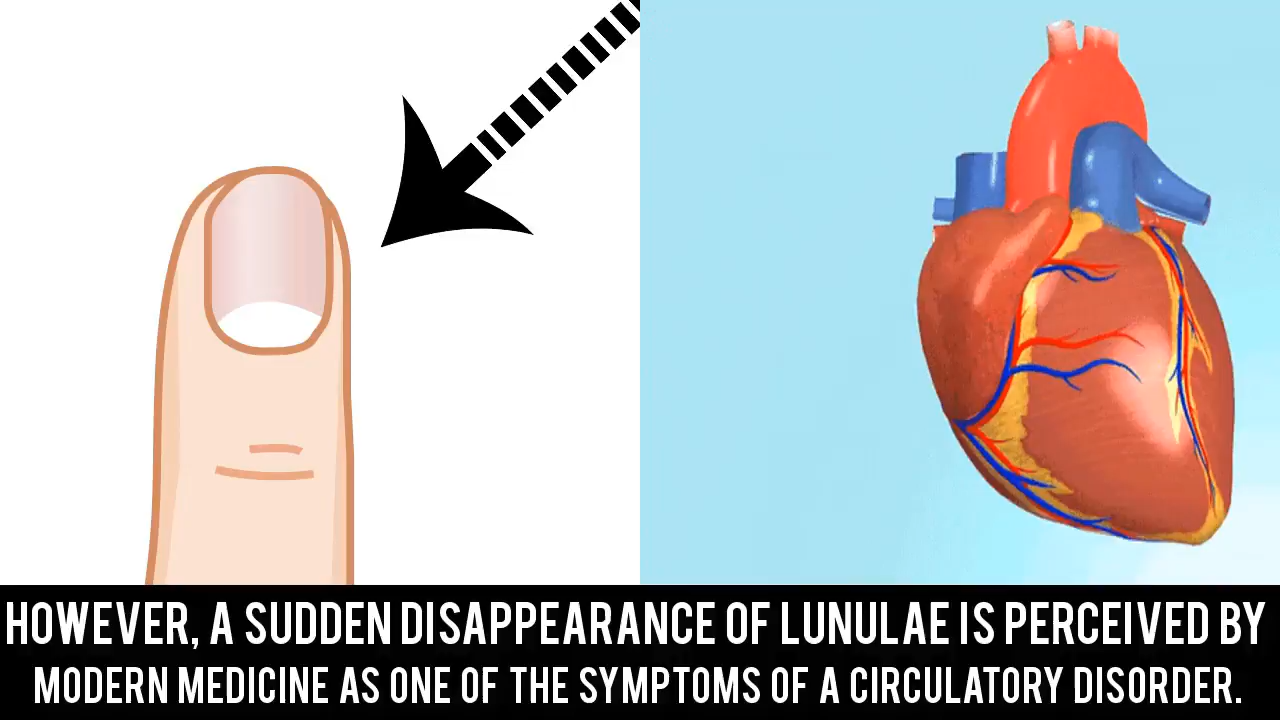 HOWEVER, A SUDDEN DISAPPEARANCE OF LUNULAE IS PERCEIVED BY
MODERN MEDICINE AS ONE OF THE SYMPTOMS OF A CIRCULATORY DISORDER.